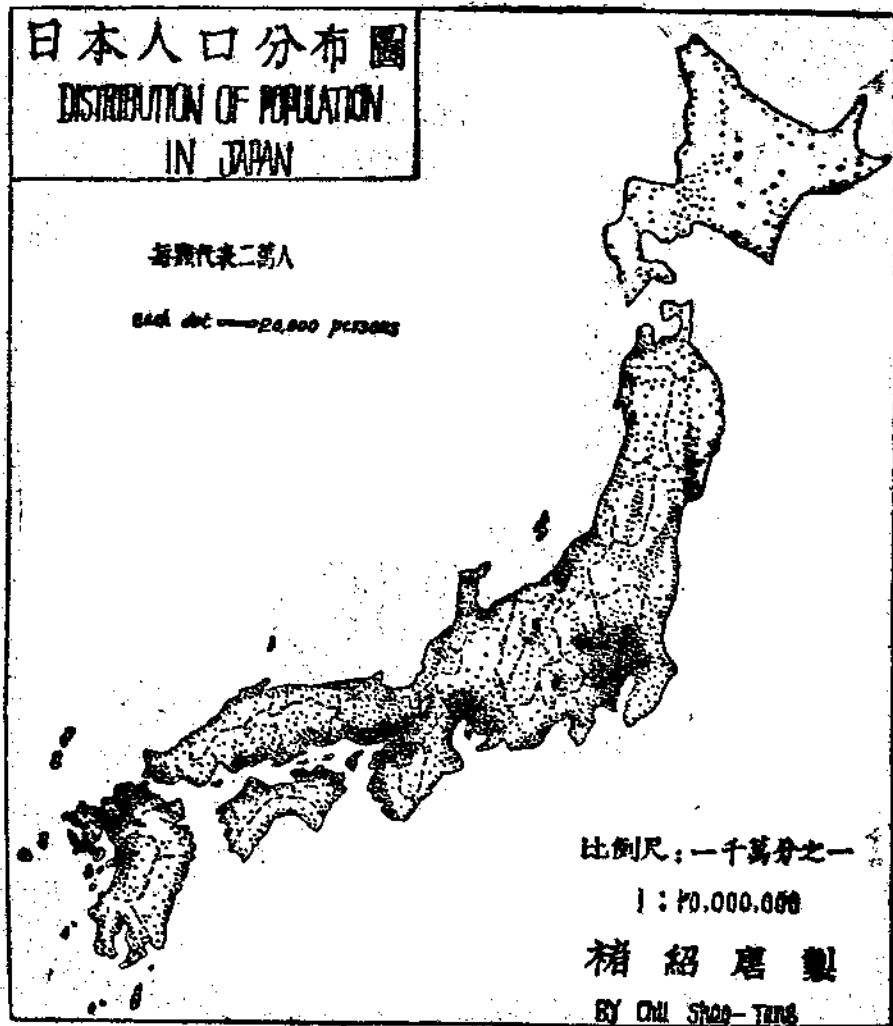 日本人口分布圖
DISTRIBUTION OF POPULATION
IN JAPAN
每點代表二萬人
each dot 20,000 persons
比例尺:一千萬分之一
1:10,000,000
褚紹唐製
BY Chu Shao-Tang